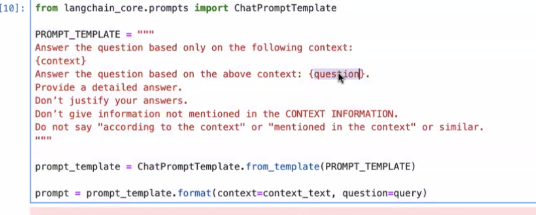 [10]: from langchain_core.prompts import ChatPromptTemplate
PROMPT_TEMPLATE = """
Answer the question based only on the following context:
{context}
Answer the question based on the above context: {question}.
Provide a detailed answer.
Don't justify your answers.
Don't give information not mentioned in the CONTEXT INFORMATION.
Do not say "according to the context" or "mentioned in the context" or similar.
"""
prompt_template = ChatPromptTemplate.from_template(PROMPT_TEMPLATE)
prompt = prompt_template.format(context=context_text, question=query)